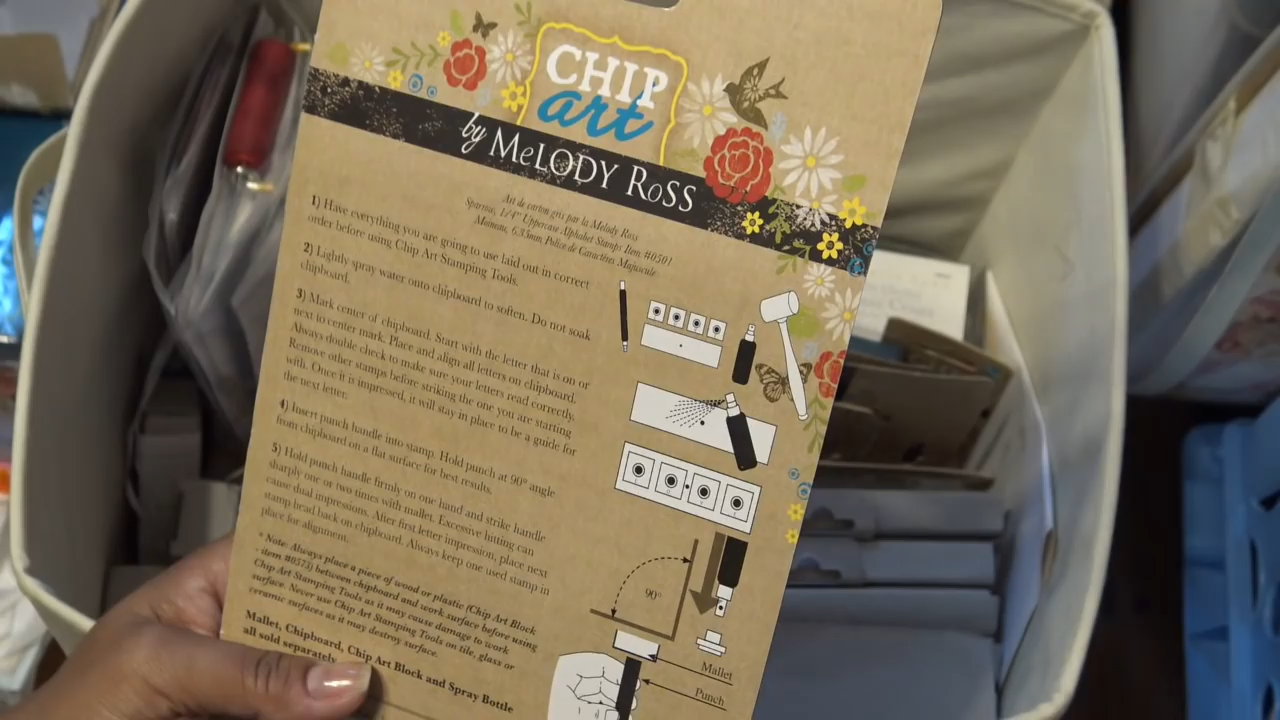 CHIP
art
by MeLODY RoSS
Art de carton gris par la Melody Ross
Sparrow, 1/4" Uppercase Alphabet Stamps Item #0501
Moineau, 6.35mm Police de Caractères Majuscule
1) Have everything you are going to use laid out in correct
order before using Chip Art Stamping Tools.
2) Lightly spray water onto chipboard to soften. Do not soak
chipboard.
3) Mark center of chipboard. Start with the letter that is on or
next to center mark. Place and align all letters on chipboard.
Always double check to make sure your letters read correctly.
Remove other stamps before striking the one you are starting
with. Once it is impressed, it will stay in place to be a guide for
the next letter.
4) Insert punch handle into stamp. Hold punch at 90° angle
from chipboard on a flat surface for best results.
5) Hold punch handle firmly on one hand and strike handle
sharply one or two times with mallet. Excessive hitting can
cause dual impressions. After first letter impression, place next
stamp head back on chipboard. Always keep one used stamp in
place for alignment.
* Note: Always place a piece of wood or plastic (Chip Art Block
- item #0573) between chipboard and work surface before using
Chip Art Stamping Tools as it may cause damage to work
surface. Never use Chip Art Stamping Tools on tile, glass or
ceramic surfaces as it may destroy surface.
Mallet, Chipboard, Chip Art Block and Spray Bottle
all sold separately
90°
Mallet
Punch